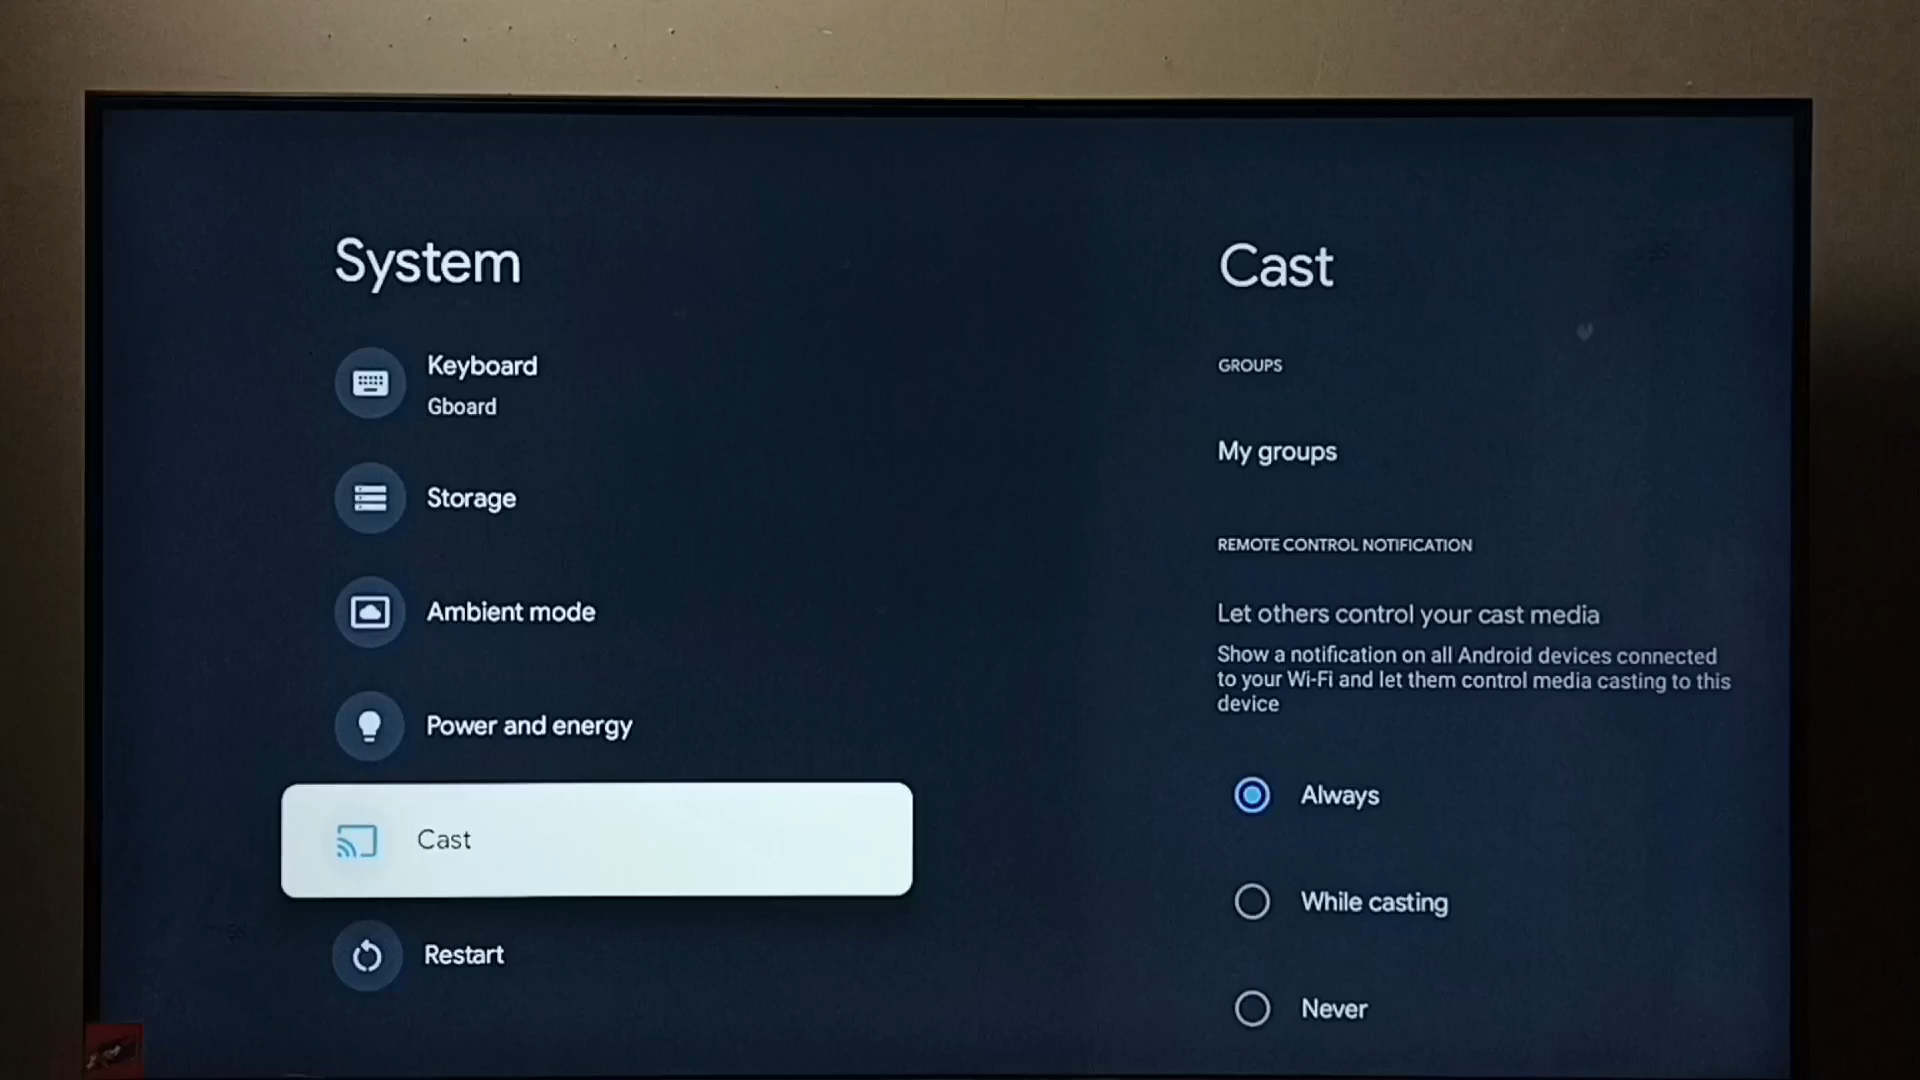 System
Keyboard
Gboard
Storage
Ambient mode
Power and energy
Cast
Restart
Cast
GROUPS
My groups
REMOTE CONTROL NOTIFICATION
Let others control your cast media
Show a notification on all Android devices connected
to your Wi-Fi and let them control media casting to this
device
Always
While casting
Never